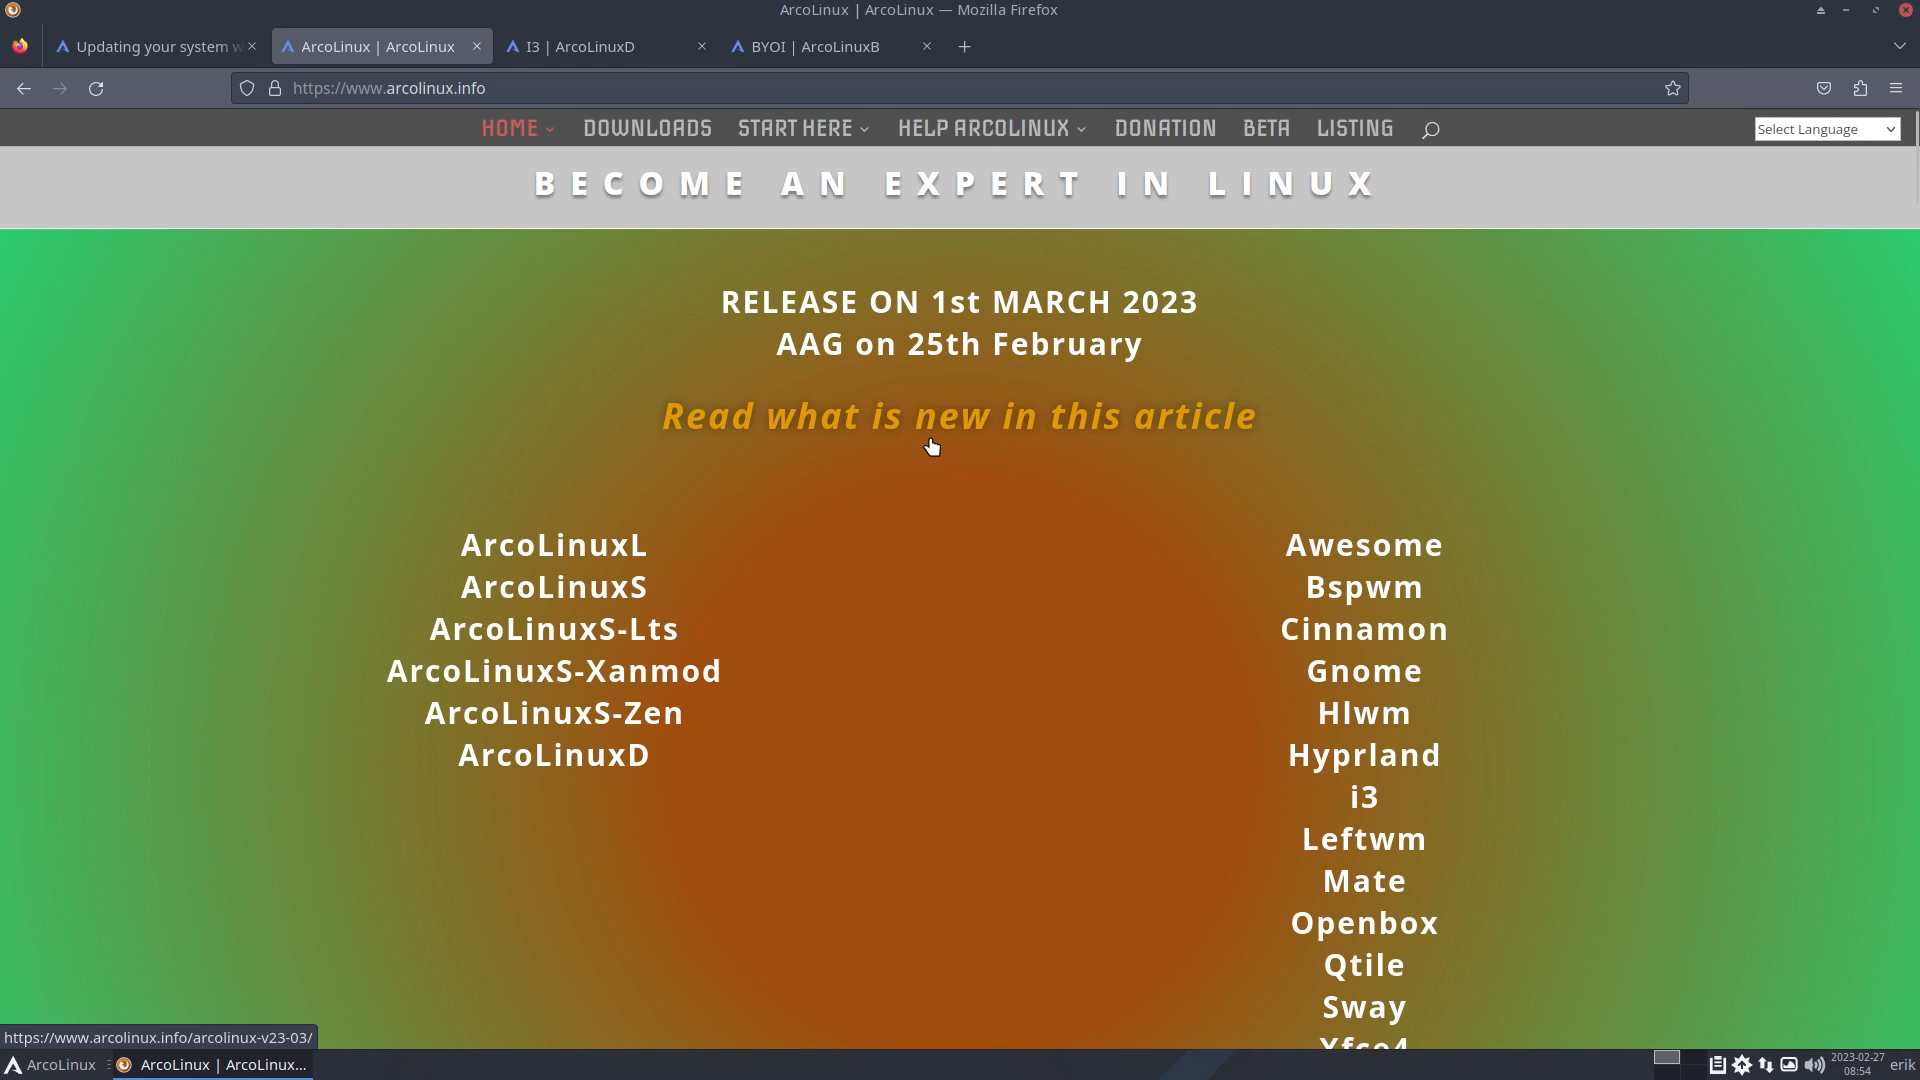 ArcoLinux | ArcoLinux — Mozilla Firefox
Updating your system w
ArcoLinux | ArcoLinux
I3 | ArcoLinuxD
BYOI | ArcoLinuxB
https://www.arcolinux.info
HOME
DOWNLOADS
START HERE
HELP ARCOLINUX
DONATION
BETA
LISTING
Select Language
BECOME AN EXPERT IN LINUX
RELEASE ON 1st MARCH 2023
AAG on 25th February
Read what is new in this article
ArcoLinuxL
ArcoLinuxS
ArcoLinuxS-Lts
ArcoLinuxS-Xanmod
ArcoLinuxS-Zen
ArcoLinuxD
Awesome
Bspwm
Cinnamon
Gnome
Hlwm
Hyprland
i3
Leftwm
Mate
Openbox
Qtile
Sway
Xfce4
https://www.arcolinux.info/arcolinux-v23-03/
ArcoLinux
ArcoLinux | ArcoLinux...
2023-02-27
08:54
erik